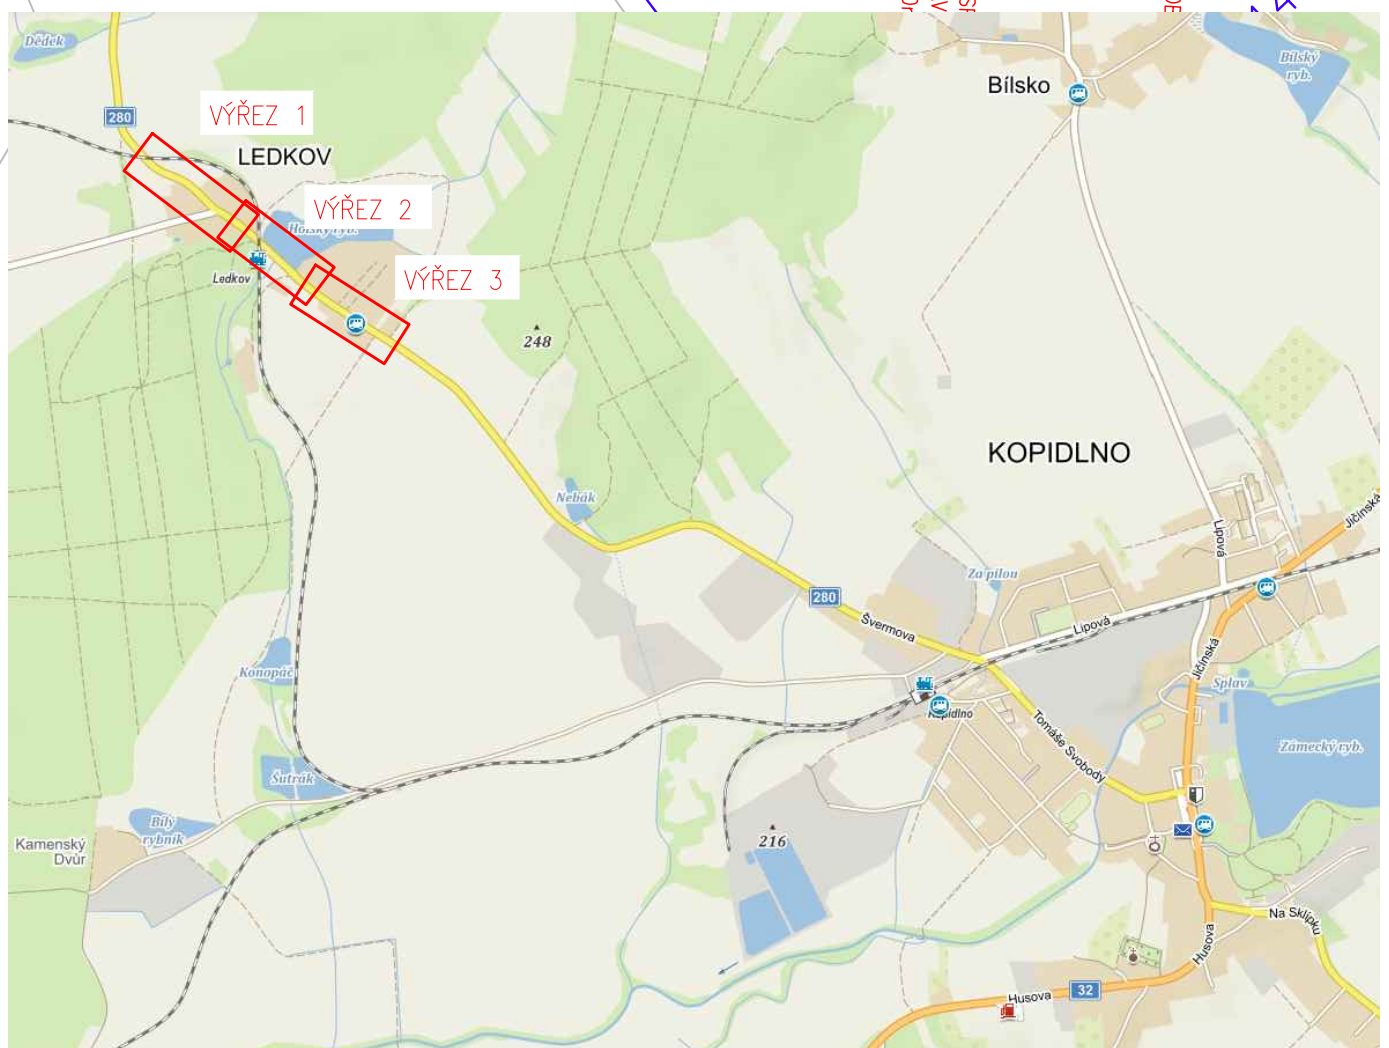 Dědek
280
VÝŘEZ 1
LEDKOV
VÝŘEZ 2
VÝŘEZ 3
Ledkov
248
Bílsko
Bílský
ryb.
KOPIDLNO
Nebák
280
Švermova
Za pilou
Lipová
Lipová
Jičínská
Jičínská
Kopidlno
Tomáše Svobody
Splav
Zámecký ryb.
Konopáč
Šutrák
Bílý
rybník
Kamenský
Dvůr
216
Na Sklípku
Husova
Husova
32